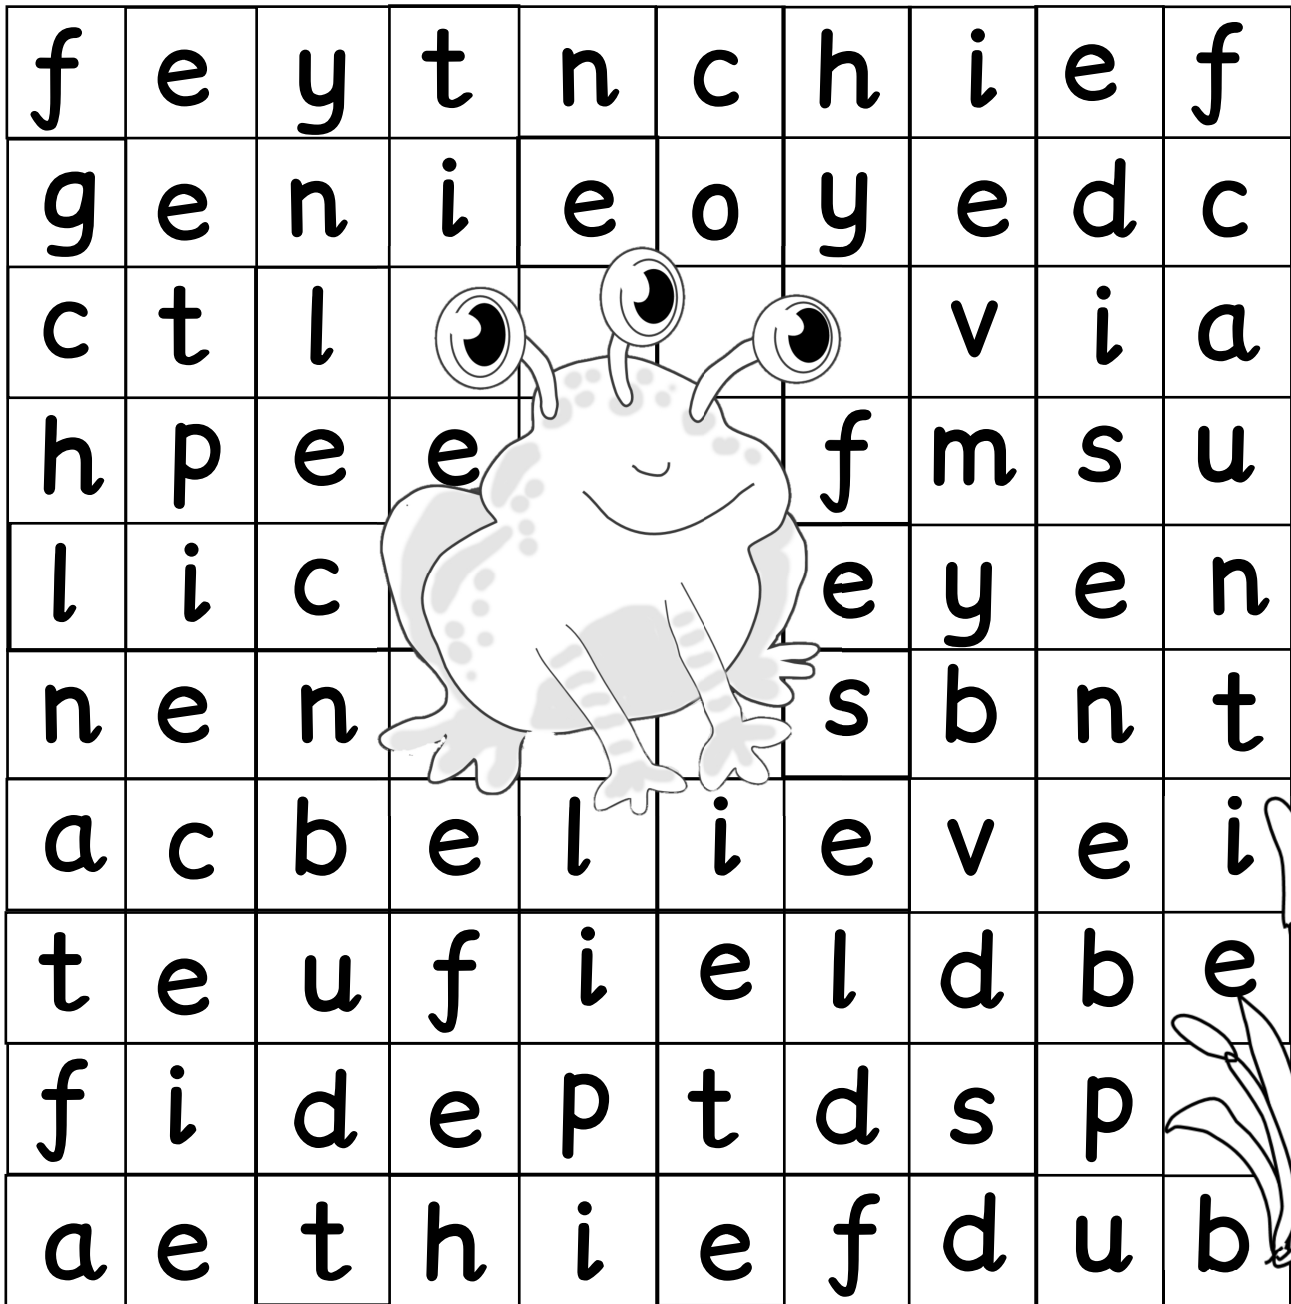 f e y t n c h i e f
g e n i e o y e d c
c t l v i a
h p e e f m s u
l i c e y e n
n e n s b n t
a c b e l i e v e i
t e u f i e l d b e
f i d e p t d s p
a e t h i e f d u b